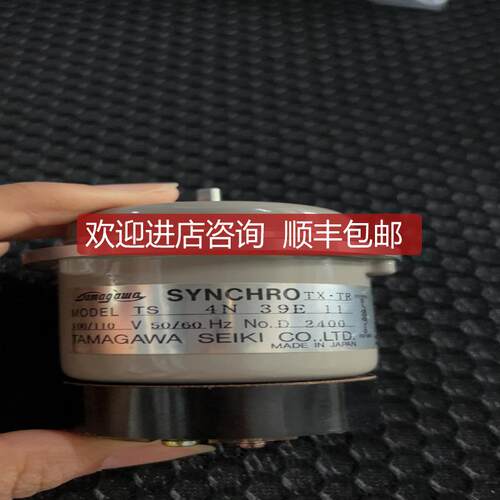 欢迎进店咨询 顺丰包邮
Tamagawa SYNCHRO TX-TR
MODEL TS 4N 39E 11
100/110 V 50/60 Hz No.D 2400
TAMAGAWA SEIKI CO.,LTD.
MADE IN JAPAN